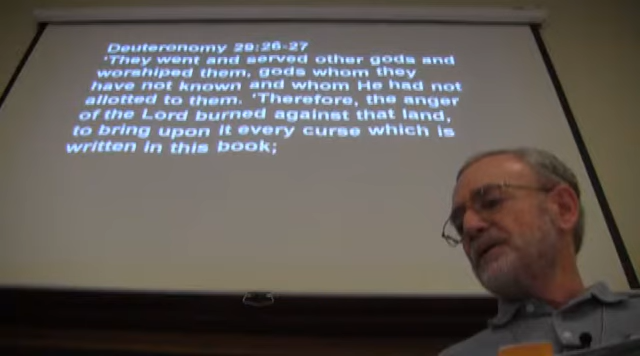 Deuteronomy 29:26-27
'They went and served other gods and
worshiped them, gods whom they
have not known and whom He had not
allotted to them. 'Therefore, the anger
of the Lord burned against that land,
to bring upon it every curse which is
written in this book;